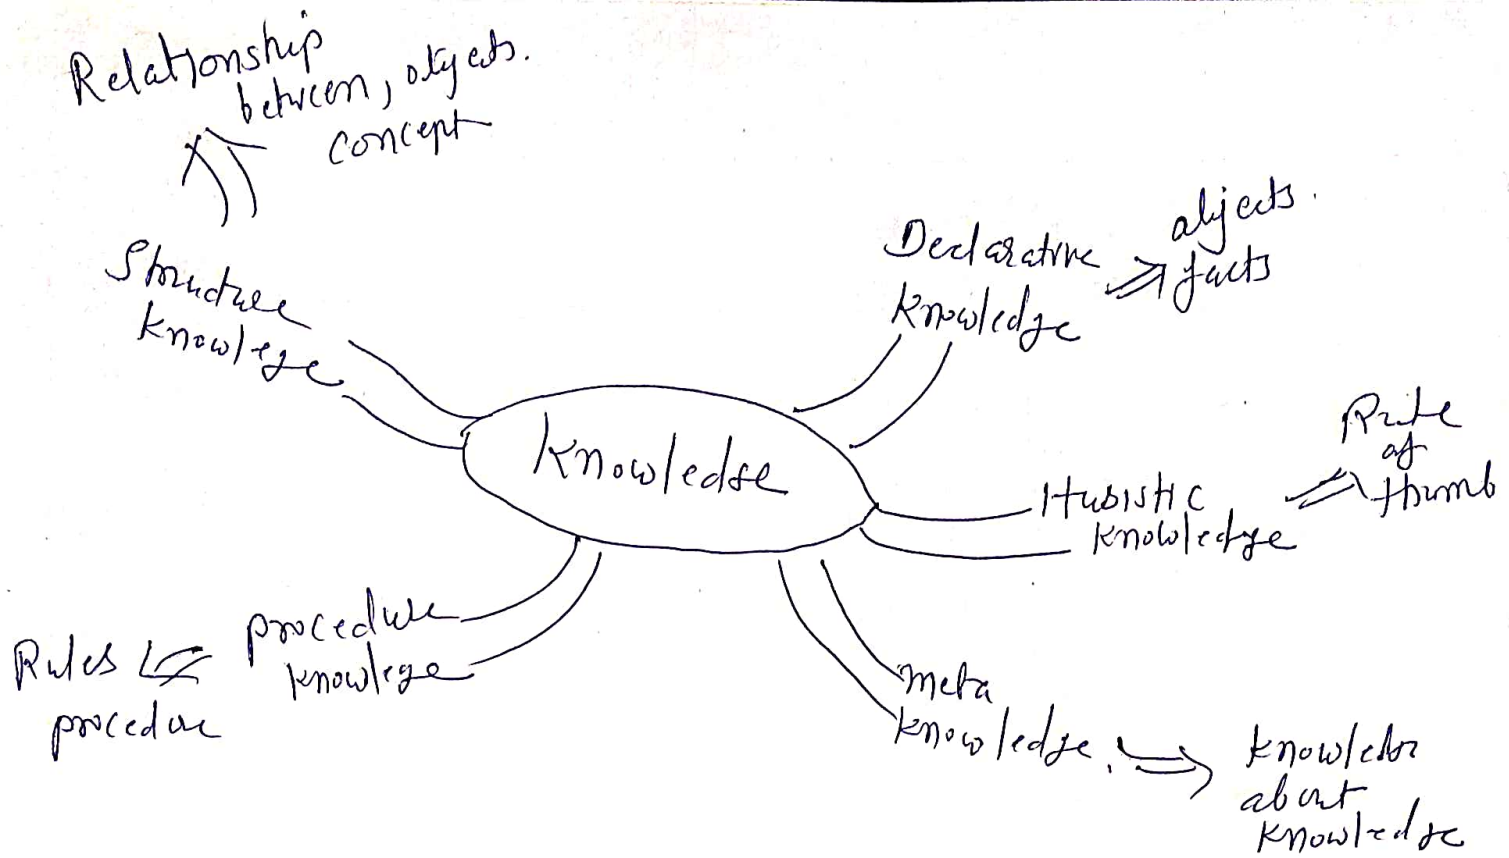 Relationship
between, objects.
concept
Structure
knowlege
Declarative
knowledge
objects.
facts
knowledge
Hubistic
knowledge
Rule
of
thumb
procedure
knowlege
Rules
procedure
meta
knowledge.
knowledge
about
knowledge